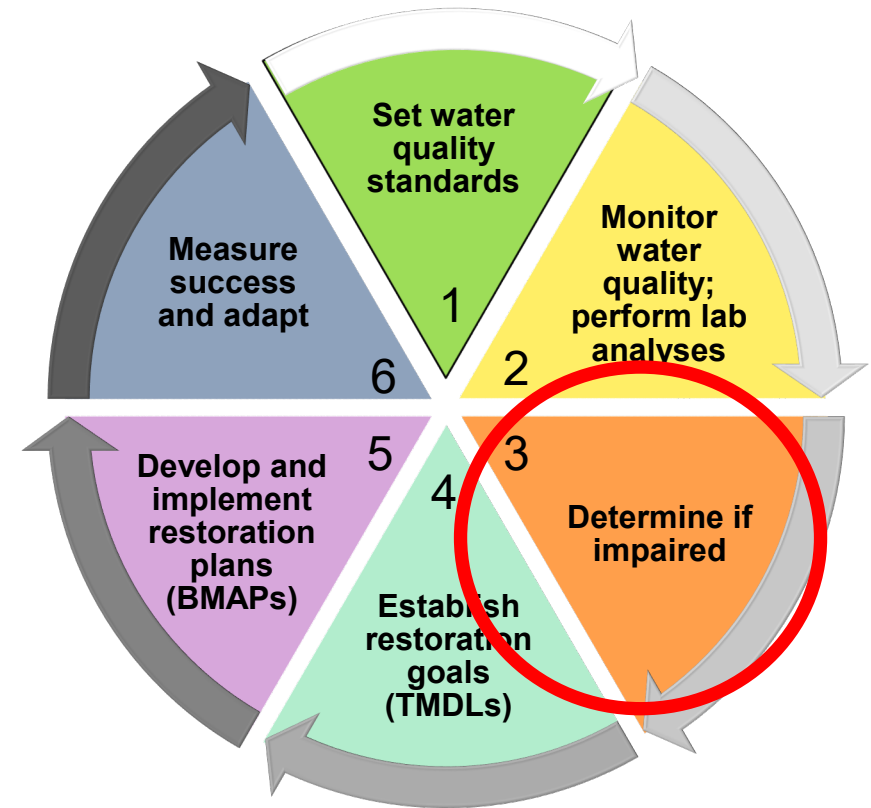 Set water
quality
standards
1
Monitor
water
quality;
perform lab
analyses
2
3
Determine if
impaired
4
Establish
restoration
goals
(TMDLs)
5
Develop and
implement
restoration
plans
(BMAPs)
Measure
success
and adapt
6